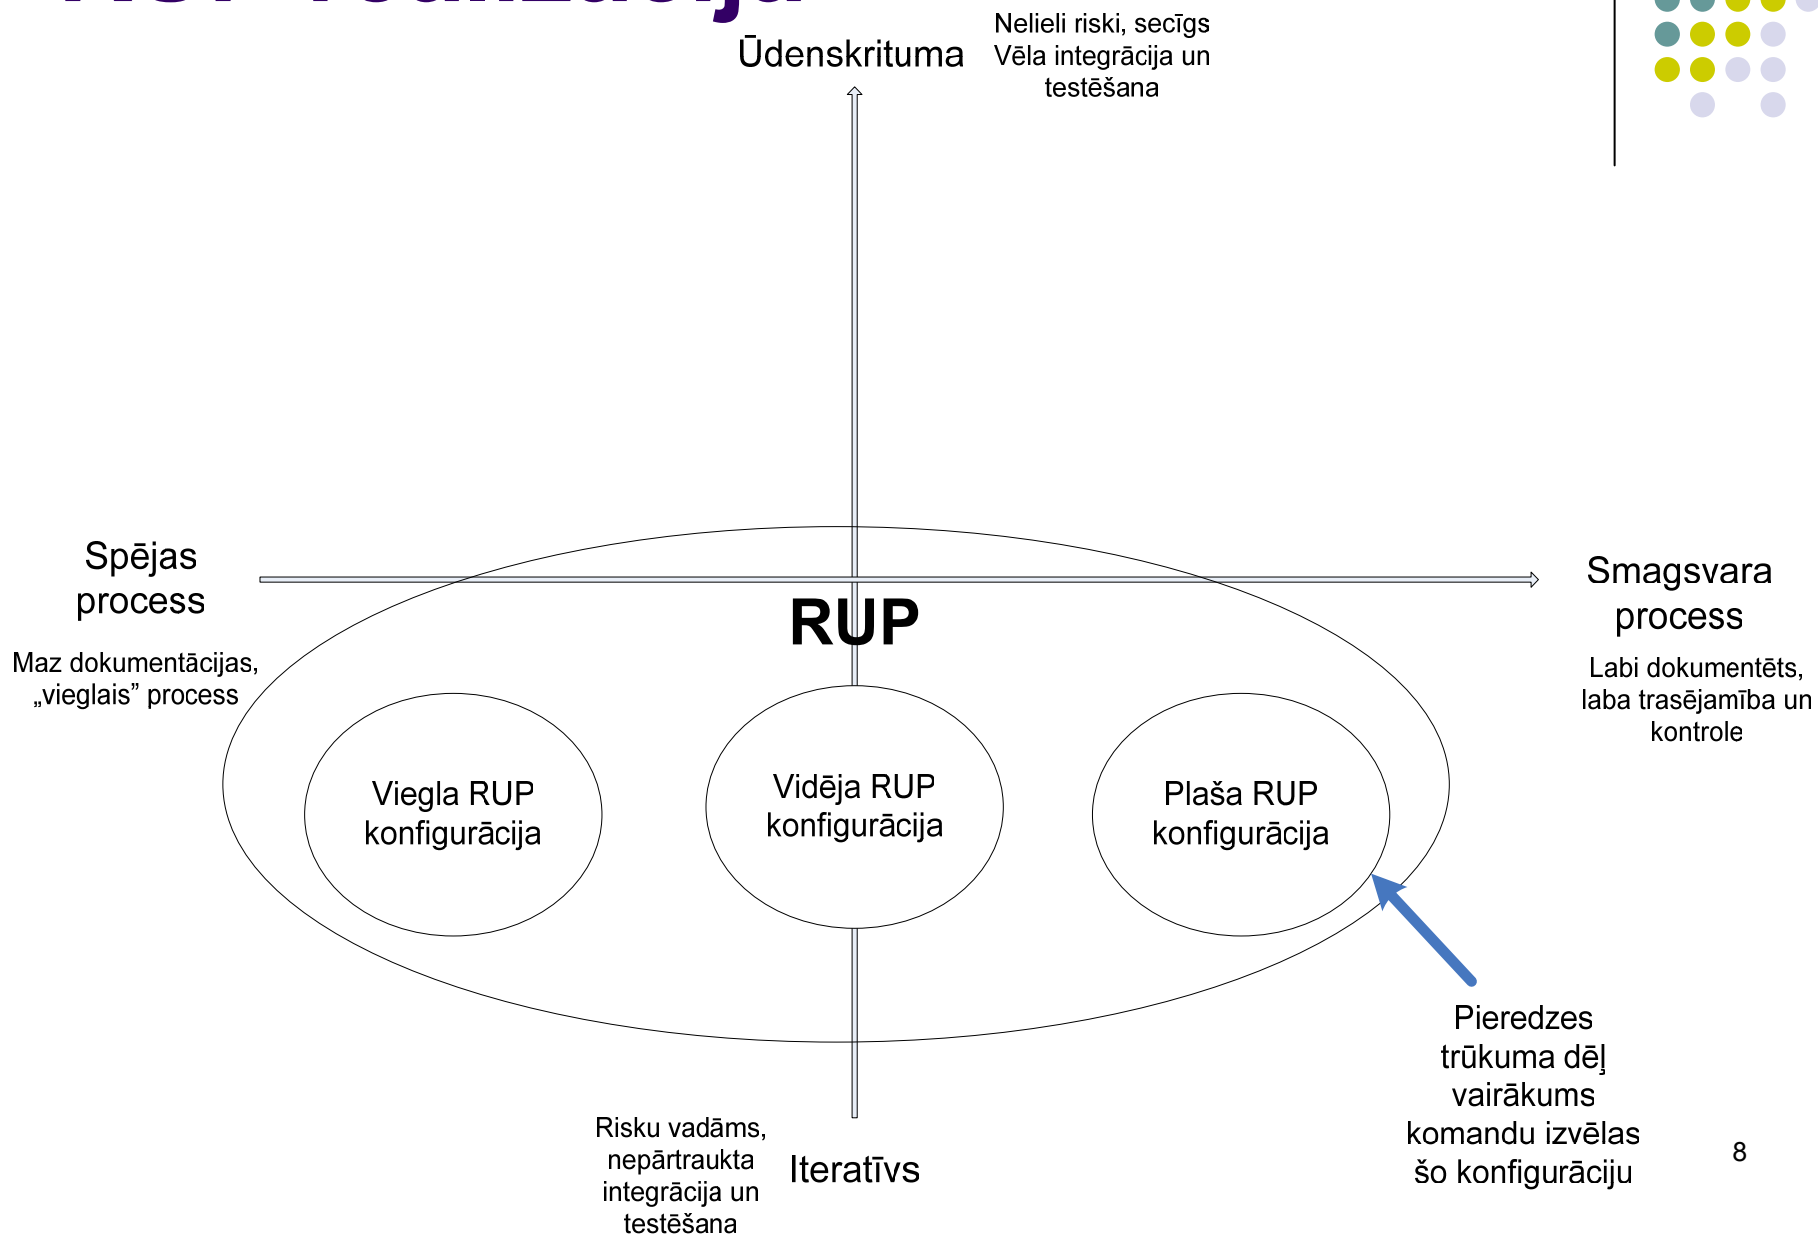 RUP realizācija
Ūdenskrituma
Nelieli riski, secīgs
Vēla integrācija un
testēšana
Spējas
process
Maz dokumentācijas,
„vieglais” process
Smagsvara
process
Labi dokumentēts,
laba trasējamība un
kontrole
RUP
Viegla RUP
konfigurācija
Vidēja RUP
konfigurācija
Plaša RUP
konfigurācija
Pieredzes
trūkuma dēļ
vairākums
komandu izvēlas
šo konfigurāciju
Risku vadāms,
nepārtraukta
integrācija un
testēšana
Iteratīvs
8